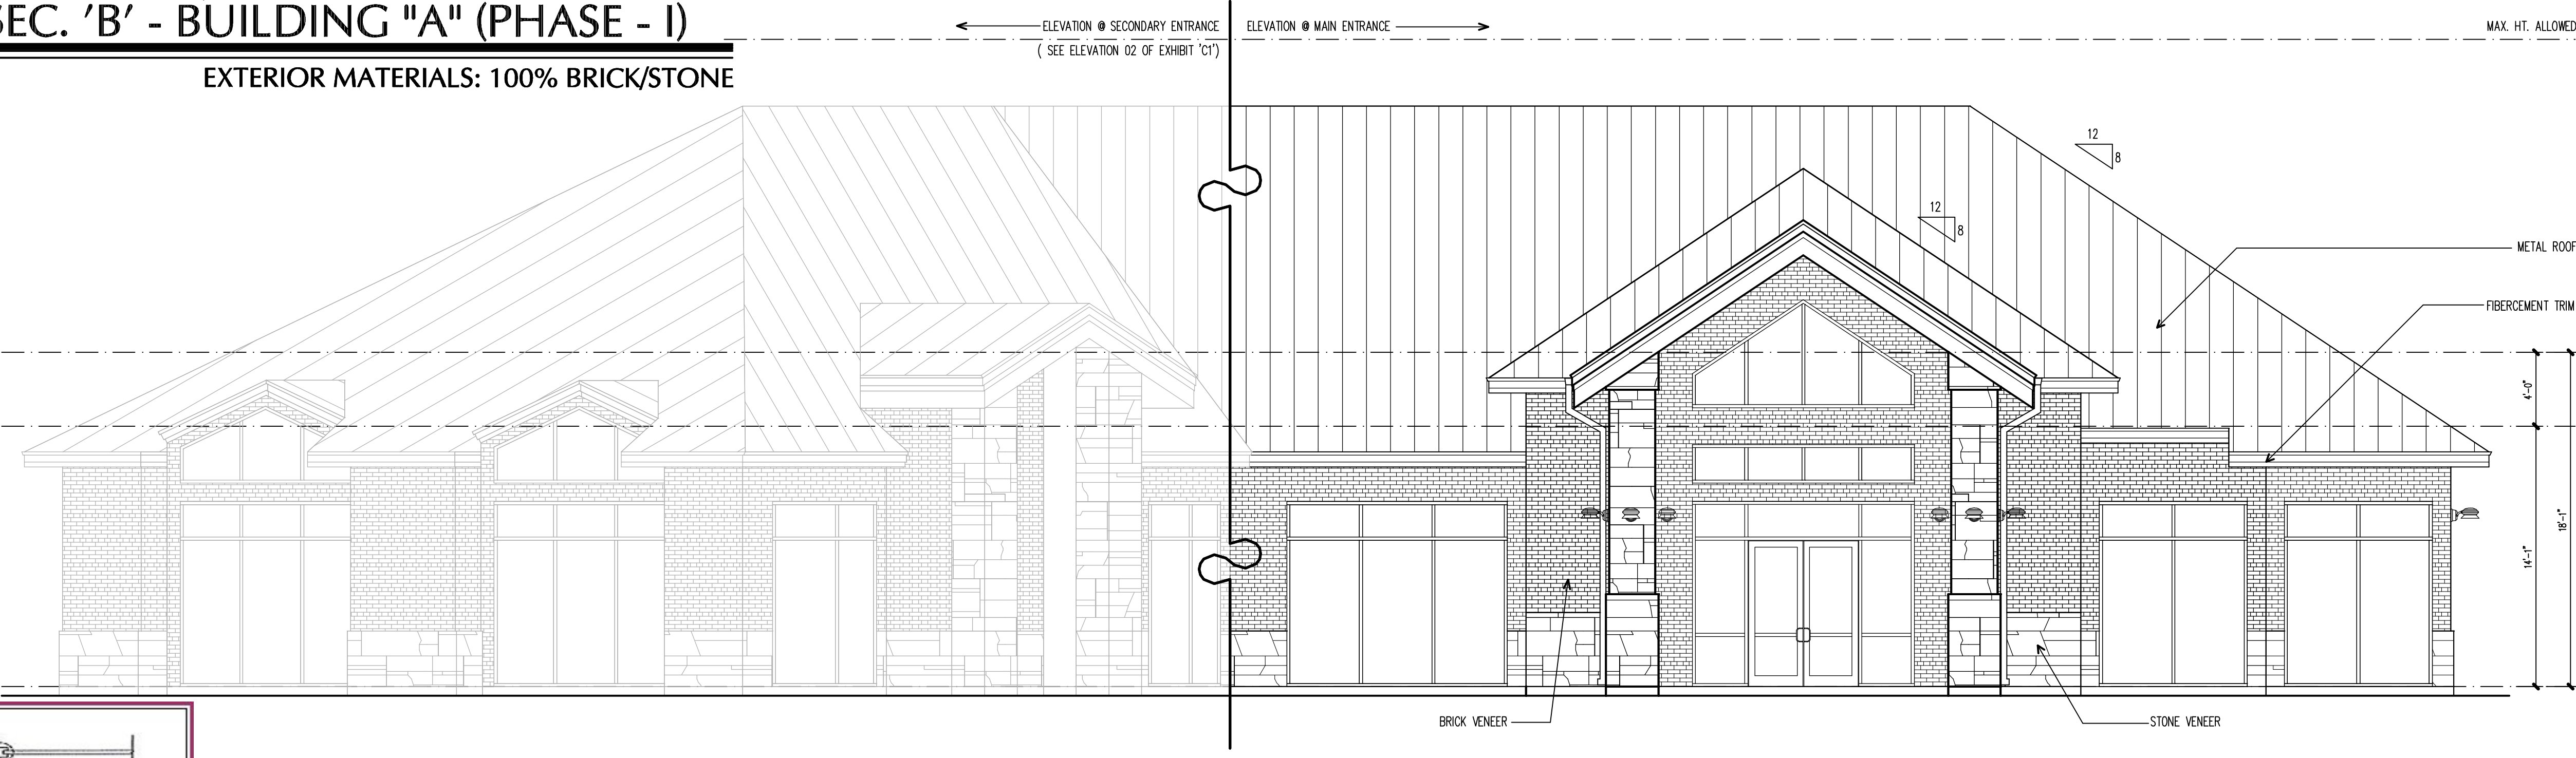 SEC. 'B' - BUILDING "A" (PHASE - I)
EXTERIOR MATERIALS: 100% BRICK/STONE
ELEVATION @ SECONDARY ENTRANCE
( SEE ELEVATION 02 OF EXHIBIT 'C1')
ELEVATION @ MAIN ENTRANCE
MAX. HT. ALLOWED
12
8
12
8
METAL ROOF
FIBERCEMENT TRIM
4'-0"
14'-1"
18'-1"
BRICK VENEER
STONE VENEER